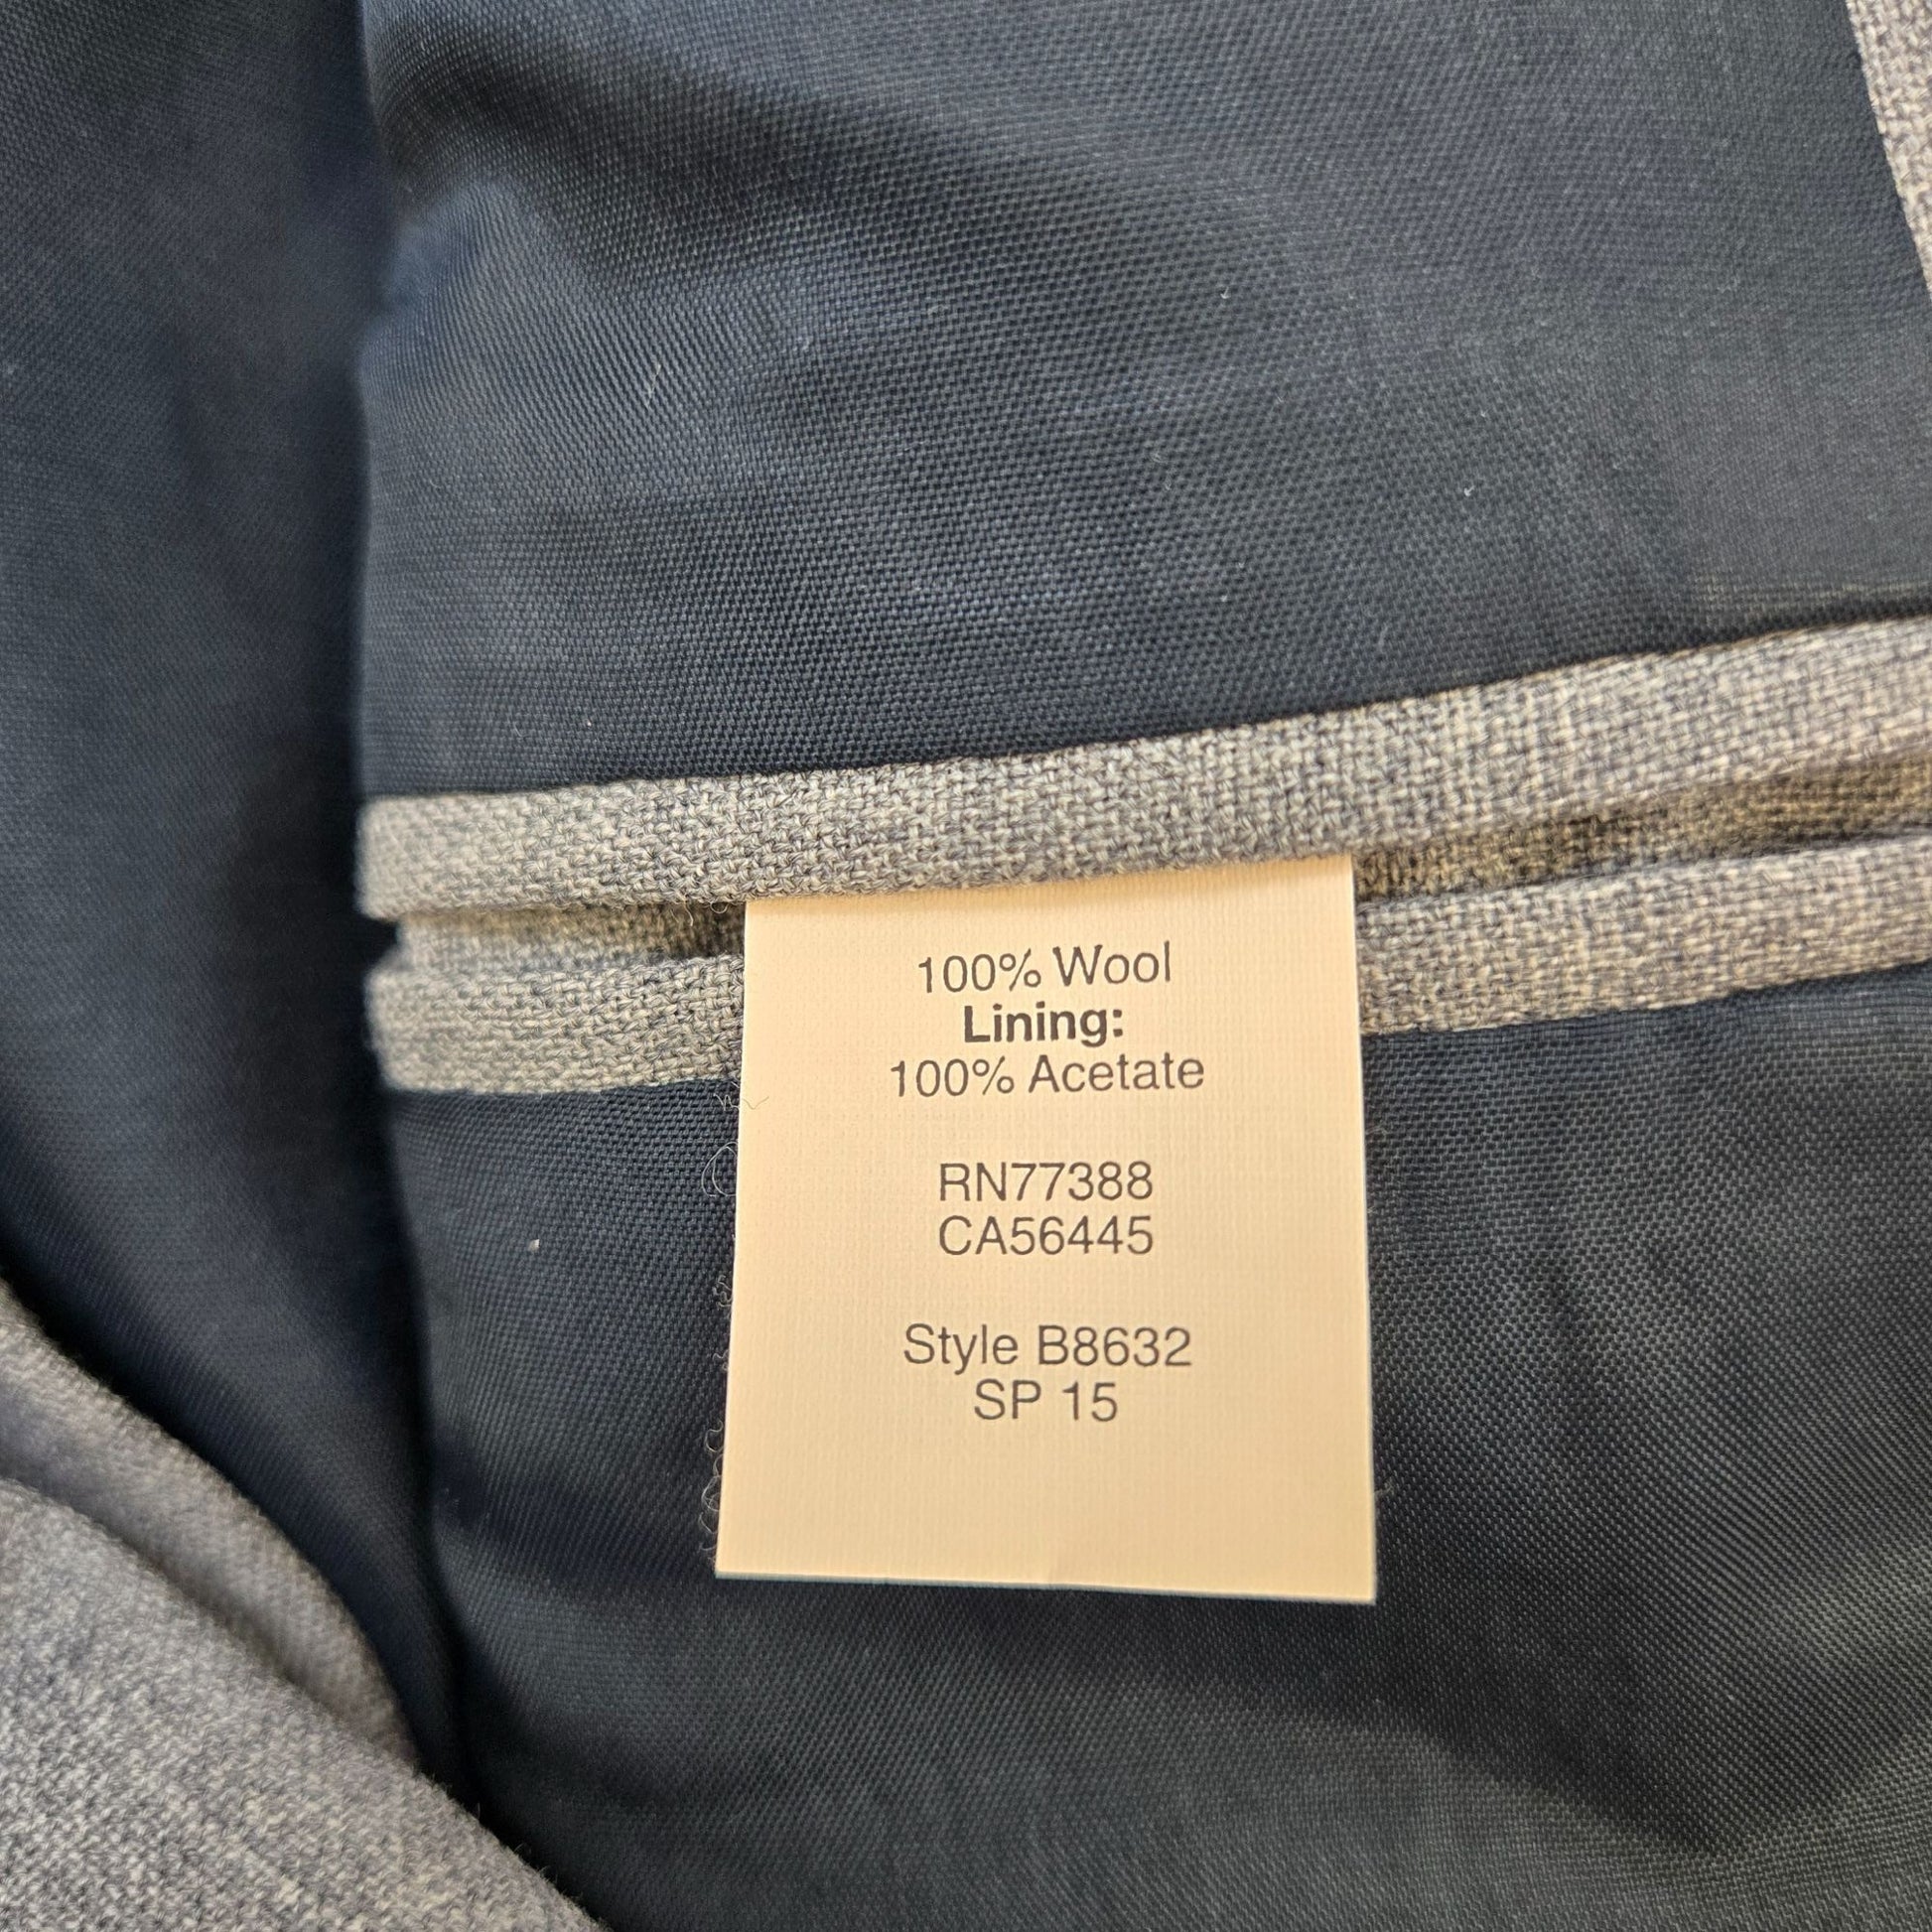 100% Wool
Lining:
100% Acetate
RN77388
CA56445
Style B8632
SP 15